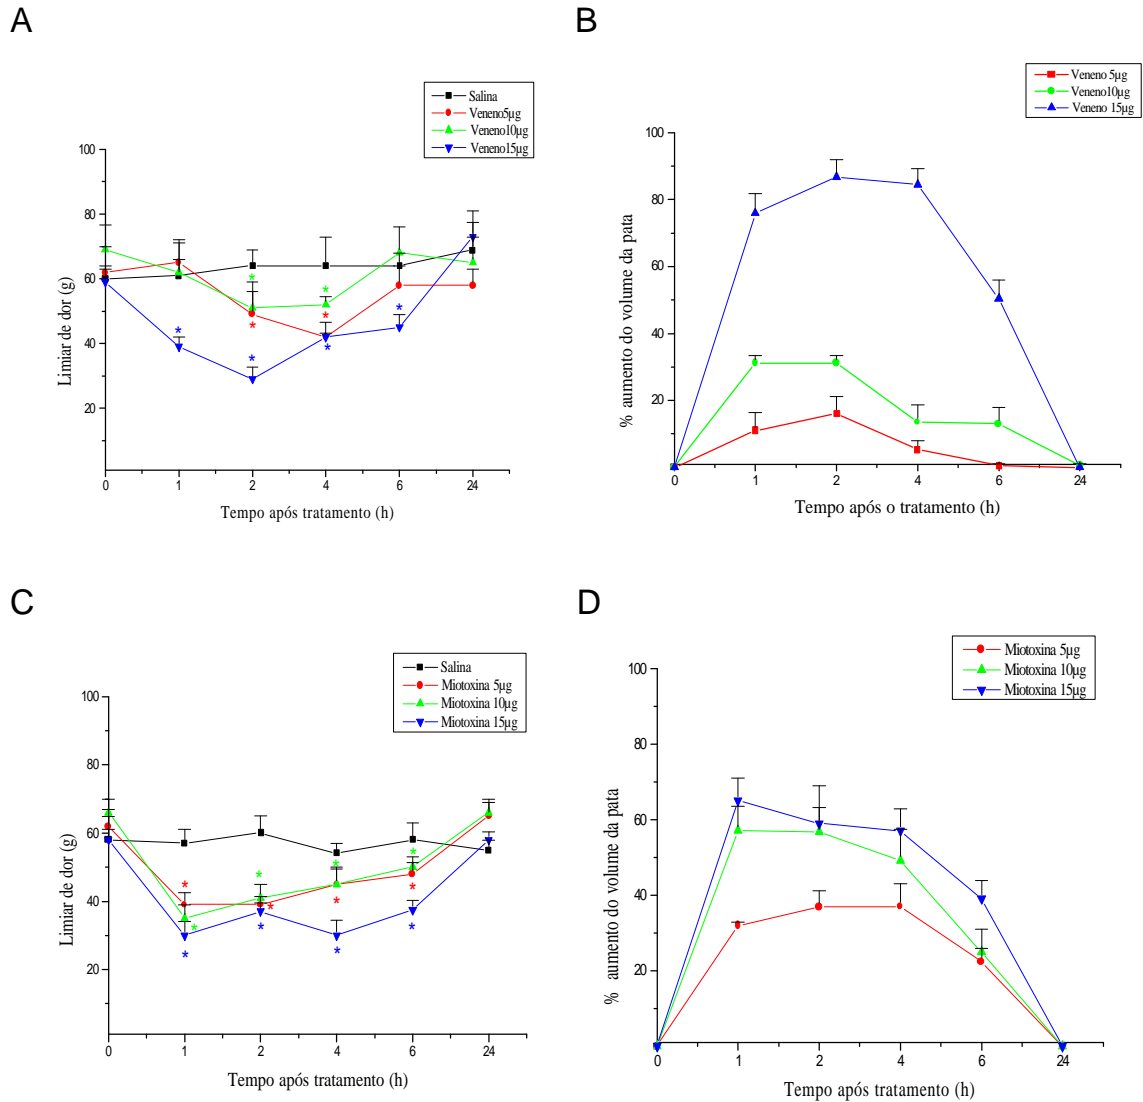 A
Salina
Veneno5µg
Veneno10µg
Veneno15µg
100
80
60
40
20
Limiar de dor (g)
* * * * * * * *
0 1 2 4 6 24
Tempo após tratamento (h)
B
Veneno 5µg
Veneno10µg
Veneno 15µg
100
80
60
40
20
% aumento do volume da pata
0 1 2 4 6 24
Tempo após o tratamento (h)
C
Salina
Miotoxina 5µg
Miotoxina 10µg
Miotoxina 15µg
100
80
60
40
20
Limiar de dor (g)
* * * * * * * * * * * *
0 1 2 4 6 24
Tempo após tratamento (h)
D
Miotoxina 5µg
Miotoxina 10µg
Miotoxina 15µg
100
80
60
40
20
% aumento do volume da pata
0 1 2 4 6 24
Tempo após tratamento (h)